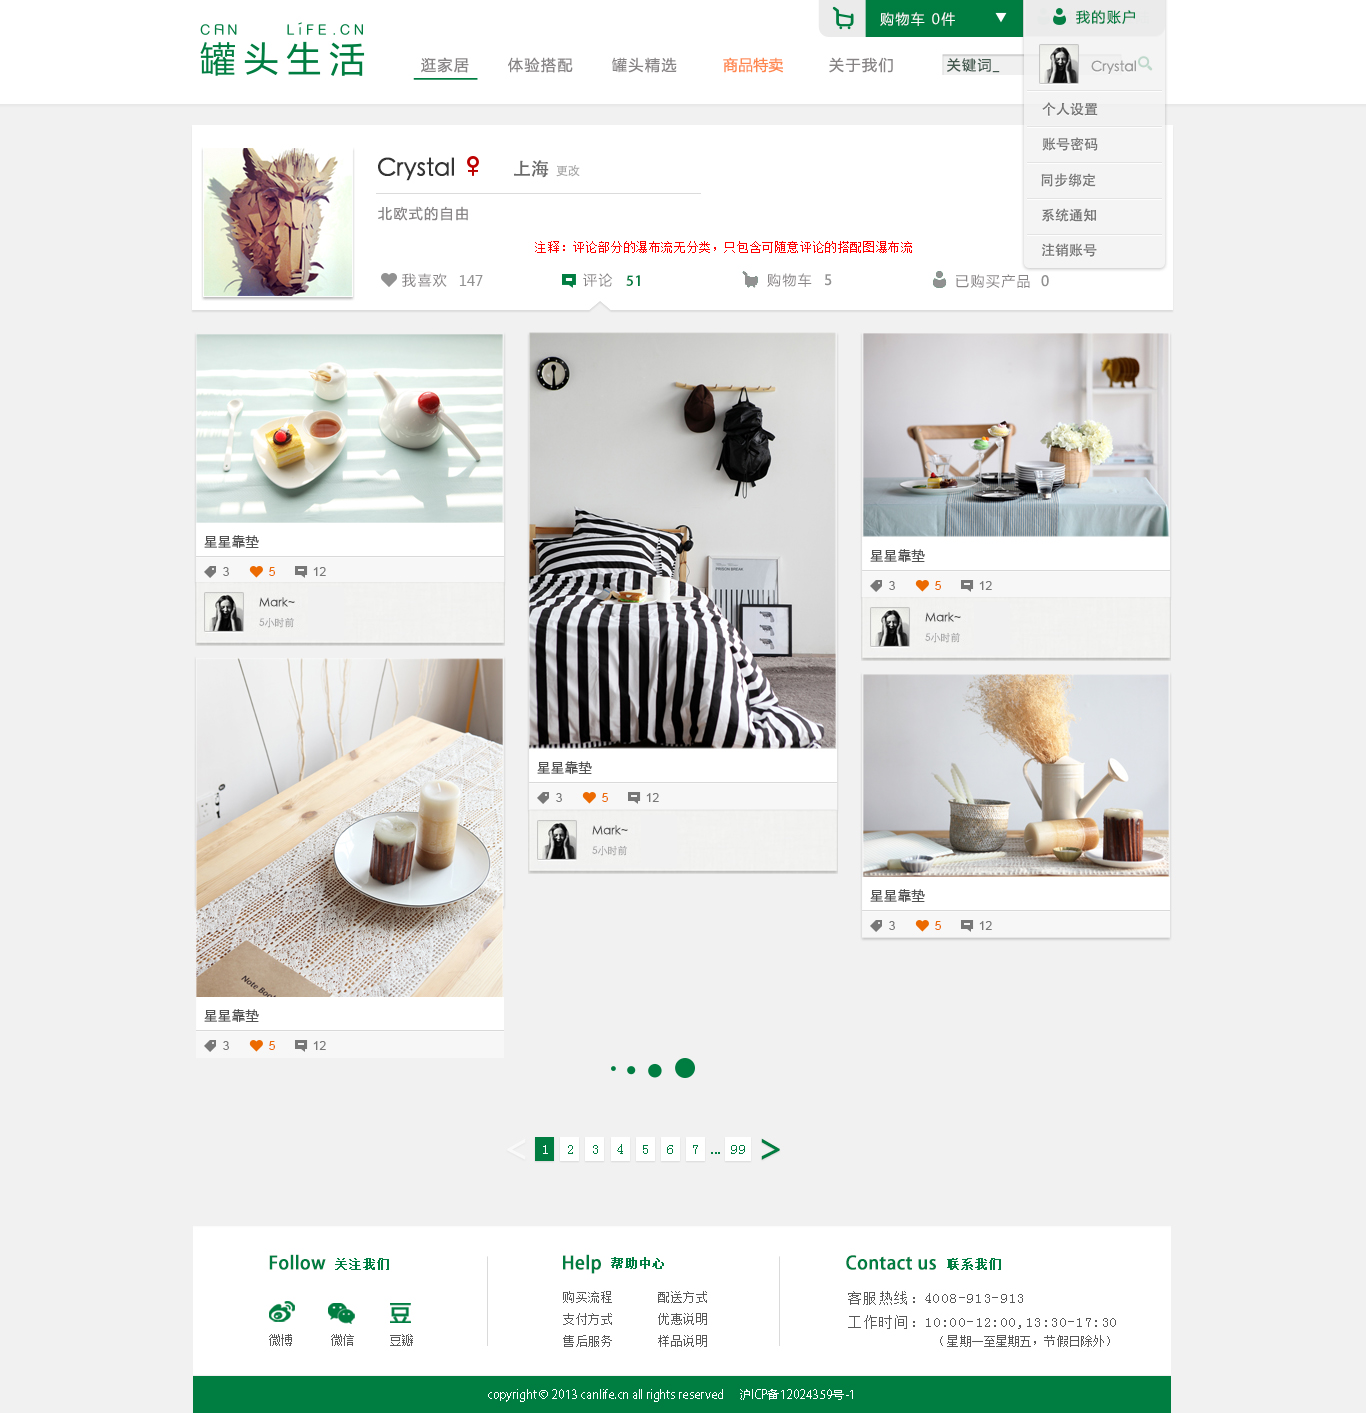 CAN LiFE.CN
罐头生活
购物车 0件
我的账户
逛家居
体验搭配
罐头精选
商品特卖
关于我们
关键词_
Crystal
个人设置
账号密码
同步绑定
系统通知
注销账号
Crystal
上海 更改
北欧式的自由
注释：评论部分的瀑布流无分类，只包含可随意评论的搭配图瀑布流
我喜欢 147
评论 51
购物车 5
已购买产品 0
星星靠垫
3 5 12
Mark~
5小时前
PRISON BREAK
星星靠垫
3 5 12
Mark~
5小时前
星星靠垫
3 5 12
Mark~
5小时前
Note Book
星星靠垫
3 5 12
星星靠垫
3 5 12
1 2 3 4 5 6 7 ... 99
Follow 关注我们
微博 微信 豆瓣
Help 帮助中心
购买流程 配送方式
支付方式 优惠说明
售后服务 样品说明
Contact us 联系我们
客服热线：4008-913-913
工作时间：10:00-12:00,13:30-17:30
（星期一至星期五，节假日除外）
copyright© 2013 canlife.cn all rights reserved 沪ICP备12024359号-1